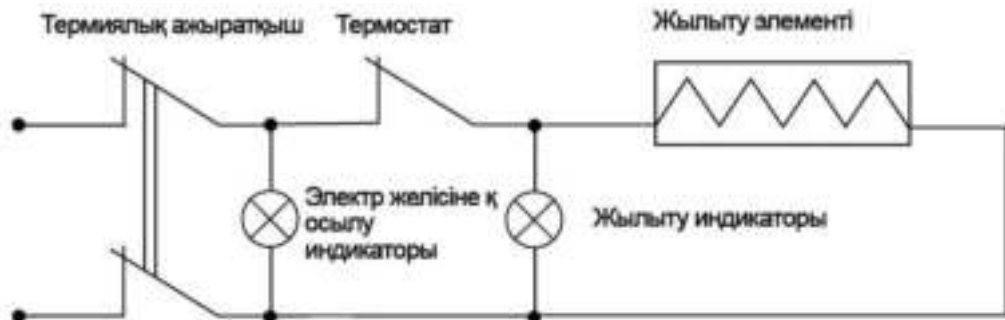 Термиялық ажыратқыш
Термостат
Жылыту элементі
Электр желісіне қ
осылу
индикаторы
Жылыту индикаторы